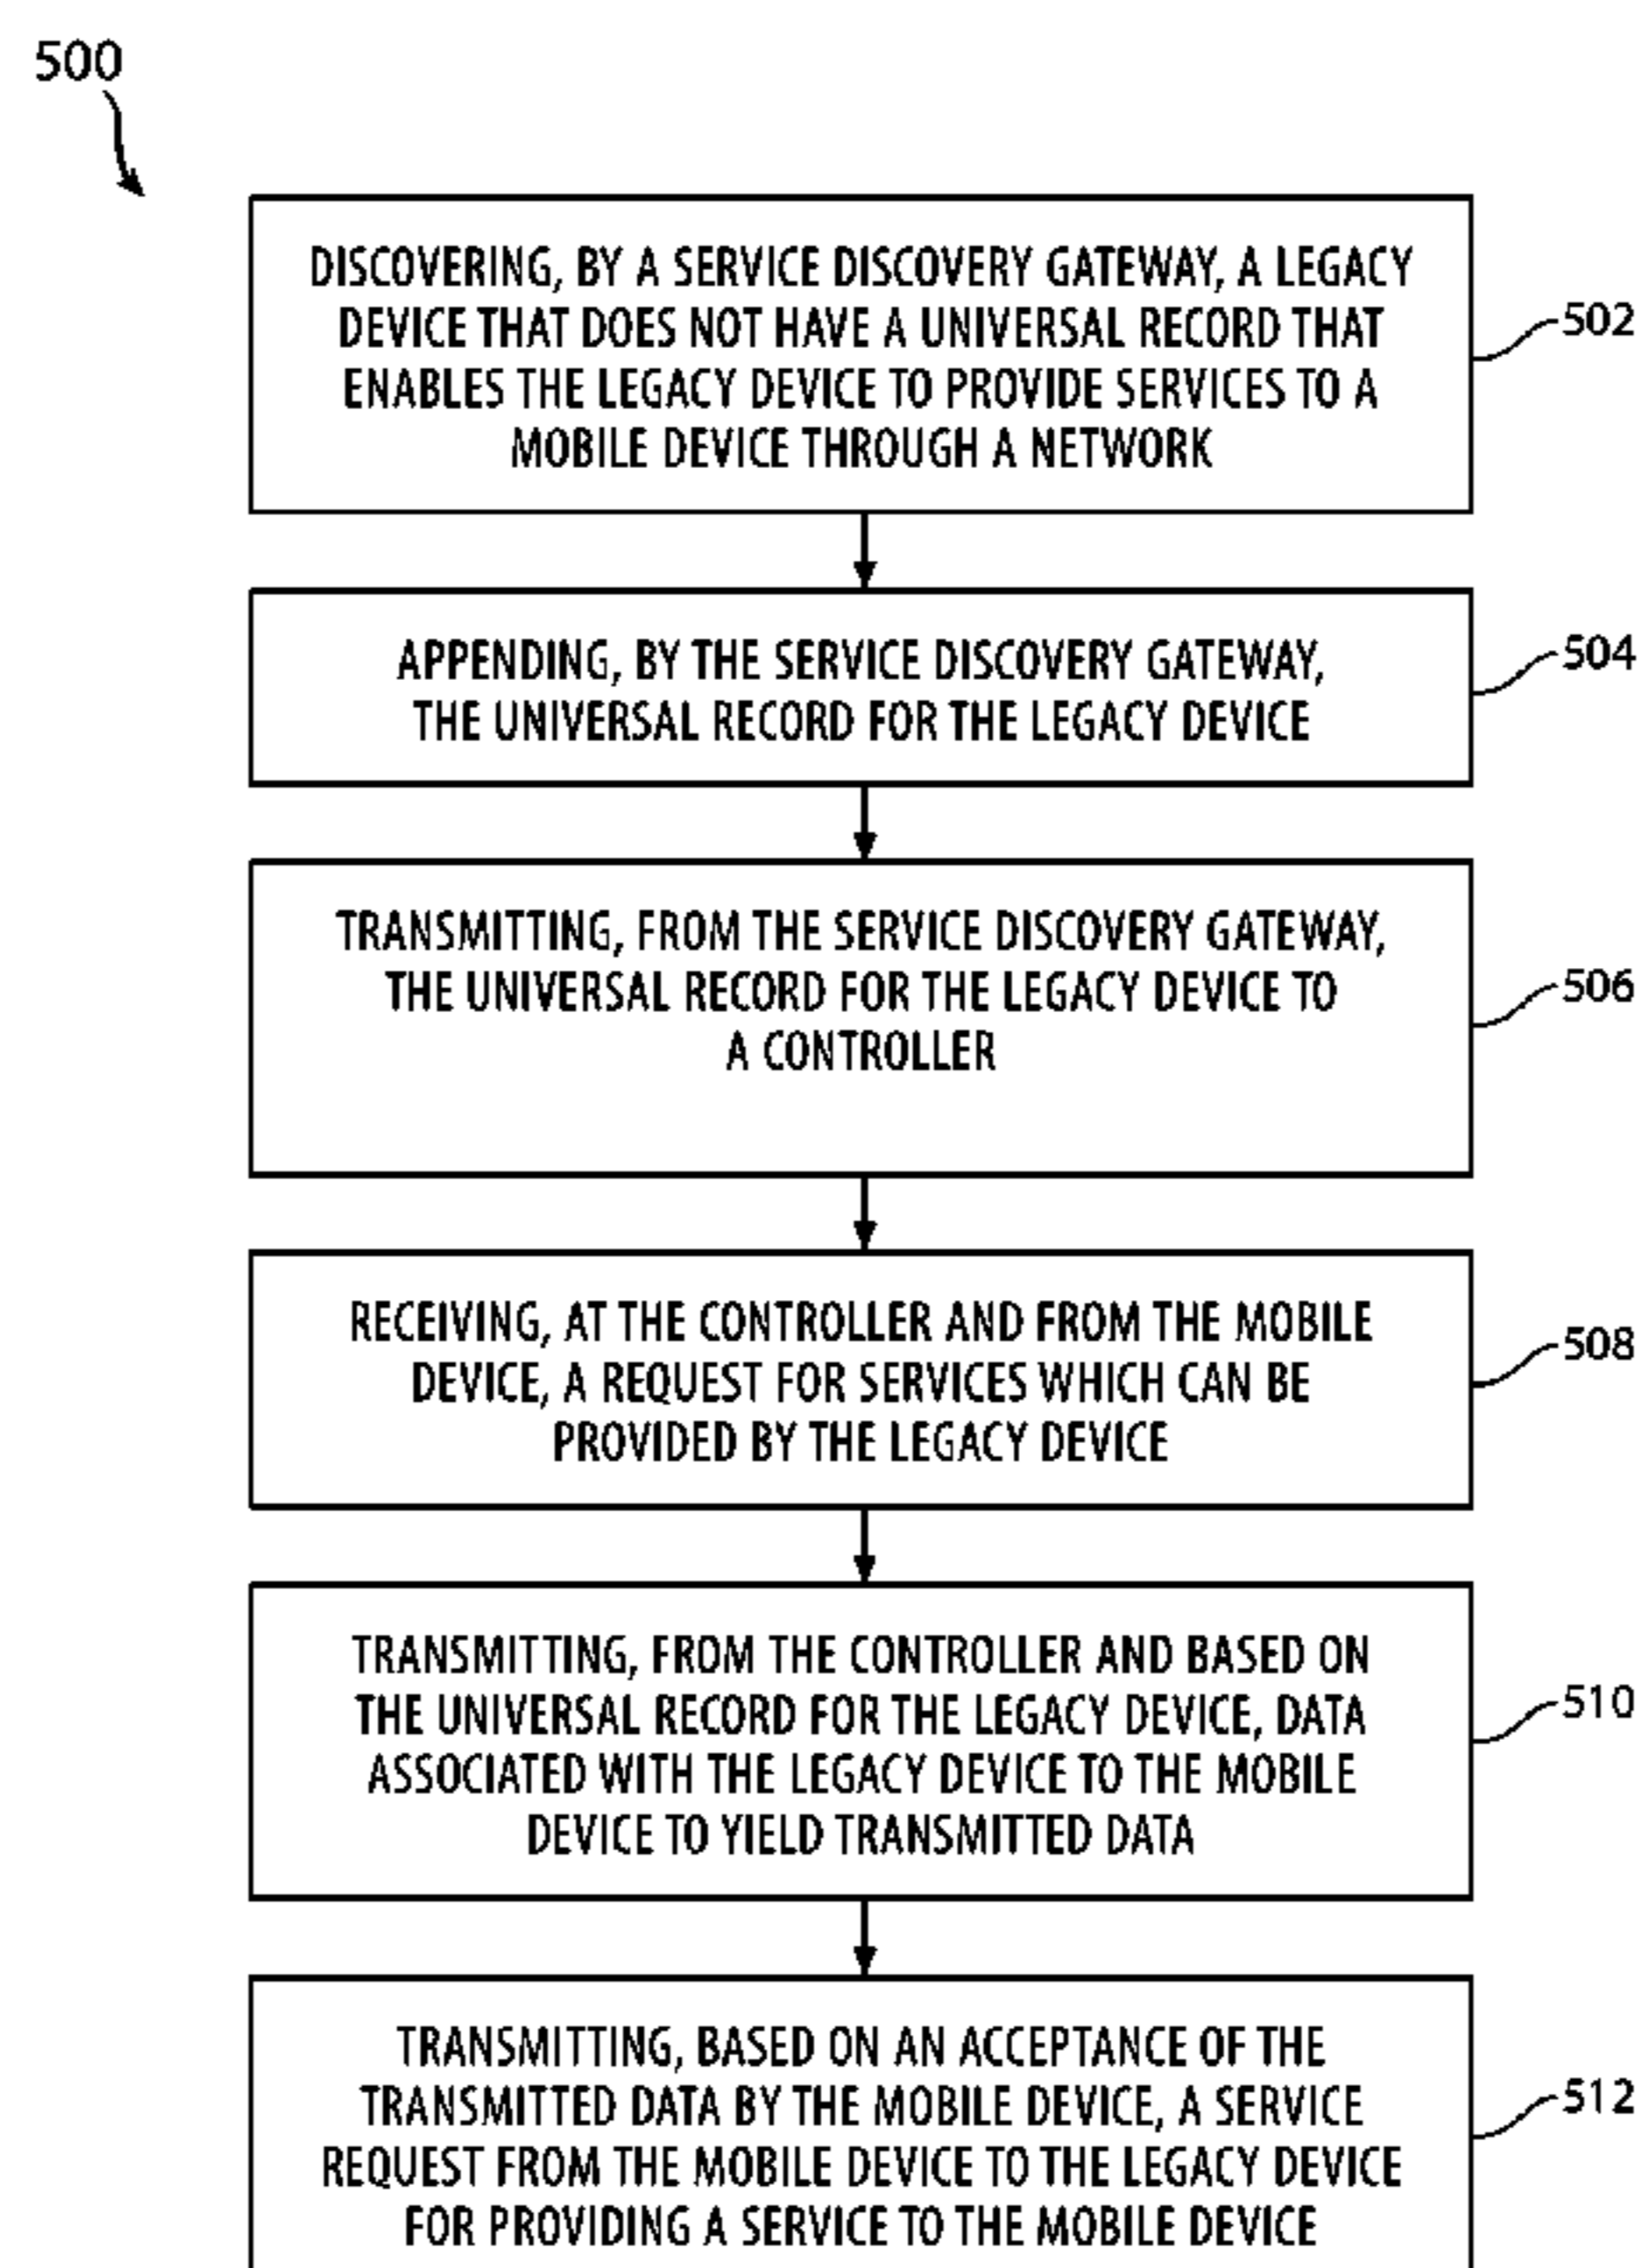 500
DISCOVERING, BY A SERVICE DISCOVERY GATEWAY, A LEGACY
DEVICE THAT DOES NOT HAVE A UNIVERSAL RECORD THAT
ENABLES THE LEGACY DEVICE TO PROVIDE SERVICES TO A
MOBILE DEVICE THROUGH A NETWORK
502
APPENDING, BY THE SERVICE DISCOVERY GATEWAY,
THE UNIVERSAL RECORD FOR THE LEGACY DEVICE
504
TRANSMITTING, FROM THE SERVICE DISCOVERY GATEWAY,
THE UNIVERSAL RECORD FOR THE LEGACY DEVICE TO
A CONTROLLER
506
RECEIVING, AT THE CONTROLLER AND FROM THE MOBILE
DEVICE, A REQUEST FOR SERVICES WHICH CAN BE
PROVIDED BY THE LEGACY DEVICE
508
TRANSMITTING, FROM THE CONTROLLER AND BASED ON
THE UNIVERSAL RECORD FOR THE LEGACY DEVICE, DATA
ASSOCIATED WITH THE LEGACY DEVICE TO THE MOBILE
DEVICE TO YIELD TRANSMITTED DATA
510
TRANSMITTING, BASED ON AN ACCEPTANCE OF THE
TRANSMITTED DATA BY THE MOBILE DEVICE, A SERVICE
REQUEST FROM THE MOBILE DEVICE TO THE LEGACY DEVICE
FOR PROVIDING A SERVICE TO THE MOBILE DEVICE
512